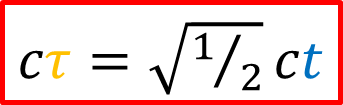 cτ = √1/2 ct